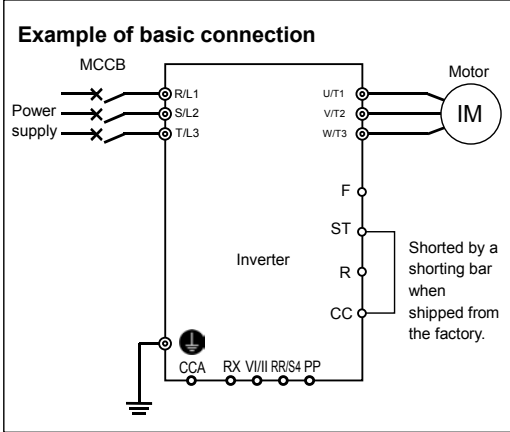 Example of basic connection
MCCB
Motor
Power
supply
R/L1
S/L2
T/L3
U/T1
V/T2
W/T3
IM
F
ST
R
CC
Inverter
Shorted by a
shorting bar
when
shipped from
the factory.
CCA RX VI/II RR/S4 PP